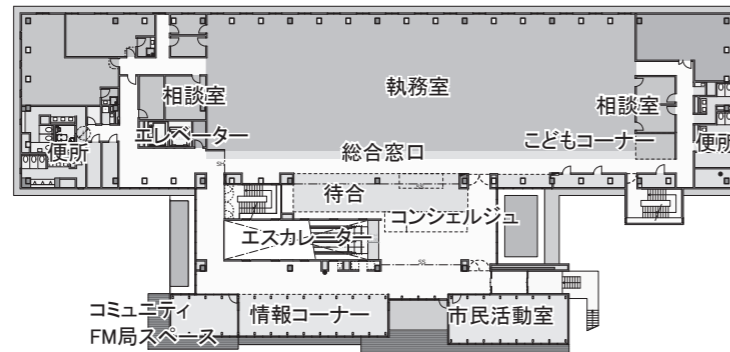 執務室
相談室
相談室
エレベーター
こどもコーナー
便所
便所
総合窓口
待合
コンシェルジュ
エスカレーター
コミュニティ
FM局スペース
情報コーナー
市民活動室